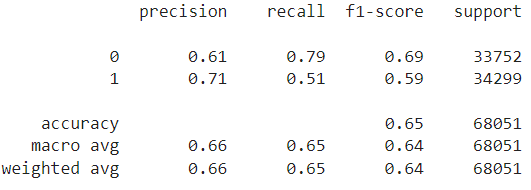 precision recall f1-score support
0 0.61 0.79 0.69 33752
1 0.71 0.51 0.59 34299
accuracy 0.65 68051
macro avg 0.66 0.65 0.64 68051
weighted avg 0.66 0.65 0.64 68051